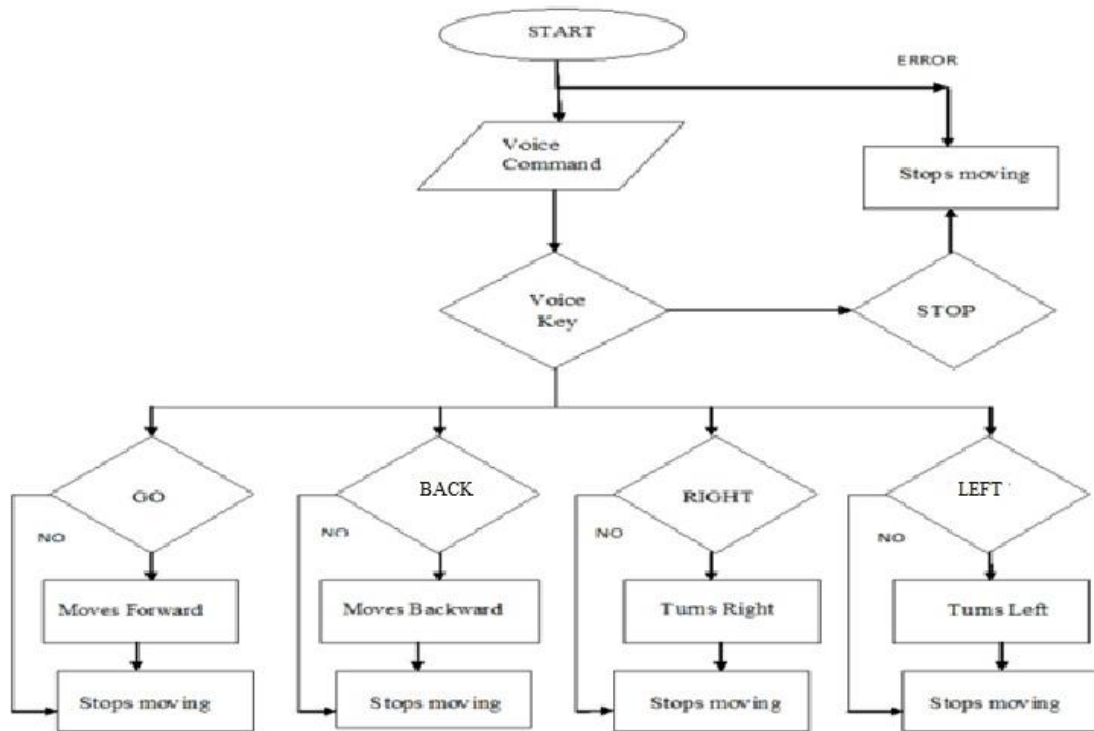 START
ERROR
Voice
Command
Stops moving
Voice
Key
STOP
GO
BACK
RIGHT
LEFT
NO
NO
NO
NO
Moves Forward
Moves Backward
Turns Right
Turns Left
Stops moving
Stops moving
Stops moving
Stops moving